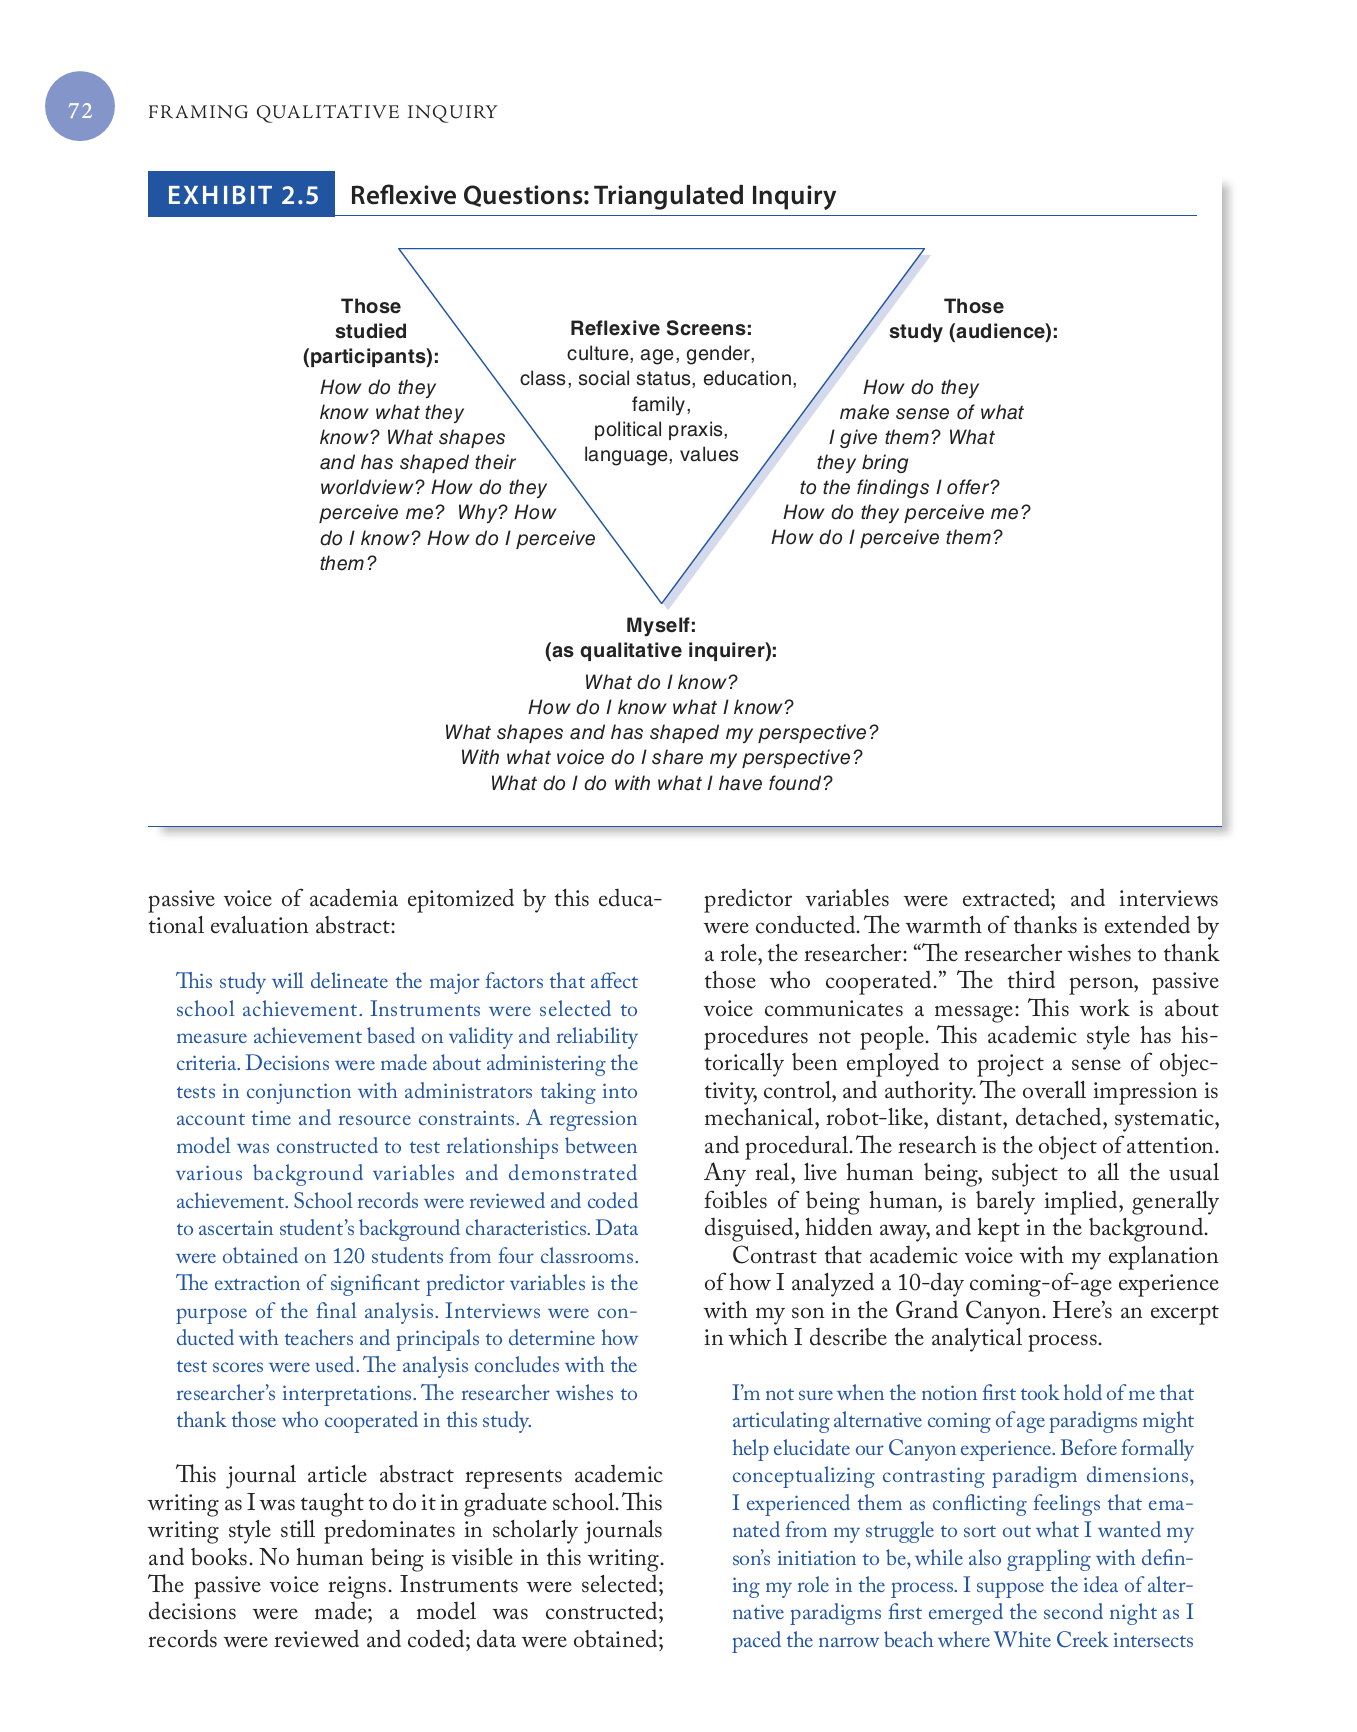 72
FRAMING QUALITATIVE INQUIRY
EXHIBIT 2.5
Reflexive Questions: Triangulated Inquiry
Those
studied
(participants):
How do they
know what they
know? What shapes
and has shaped their
worldview? How do they
perceive me? Why? How
do I know? How do I perceive
them?
Reflexive Screens:
culture, age, gender,
class, social status, education,
family,
political praxis,
language, values
Those
study (audience):
How do they
make sense of what
I give them? What
they bring
to the findings I offer?
How do they perceive me?
How do I perceive them?
Myself:
(as qualitative inquirer):
What do I know?
How do I know what I know?
What shapes and has shaped my perspective?
With what voice do I share my perspective?
What do I do with what I have found?
passive voice of academia epitomized by this educa-
tional evaluation abstract:
This study will delineate the major factors that affect
school achievement. Instruments were selected to
measure achievement based on validity and reliability
criteria. Decisions were made about administering the
tests in conjunction with administrators taking into
account time and resource constraints. A regression
model was constructed to test relationships between
various background variables and demonstrated
achievement. School records were reviewed and coded
to ascertain student's background characteristics. Data
were obtained on 120 students from four classrooms.
The extraction of significant predictor variables is the
purpose of the final analysis. Interviews were con-
ducted with teachers and principals to determine how
test scores were used. The analysis concludes with the
researcher's interpretations. The researcher wishes to
thank those who cooperated in this study.
This journal article abstract represents academic
writing as I was taught to do it in graduate school. This
writing style still predominates in scholarly journals
and books. No human being is visible in this writing.
The passive voice reigns. Instruments were selected;
decisions were made; a model was constructed;
records were reviewed and coded; data were obtained;
predictor variables were extracted; and interviews
were conducted. The warmth of thanks is extended by
a role, the researcher: “The researcher wishes to thank
those who cooperated.” The third person, passive
voice communicates a message: This work is about
procedures not people. This academic style has his-
torically been employed to project a sense of objec-
tivity, control, and authority. The overall impression is
mechanical, robot-like, distant, detached, systematic,
and procedural. The research is the object of attention.
Any real, live human being, subject to all the usual
foibles of being human, is barely implied, generally
disguised, hidden away, and kept in the background.
Contrast that academic voice with my explanation
of how I analyzed a 10-day coming-of-age experience
with my son in the Grand Canyon. Here's an excerpt
in which I describe the analytical process.
I'm not sure when the notion first took hold of me that
articulating alternative coming of age paradigms might
help elucidate our Canyon experience. Before formally
conceptualizing contrasting paradigm dimensions,
I experienced them as conflicting feelings that ema-
nated from my struggle to sort out what I wanted my
son's initiation to be, while also grappling with defin-
ing my role in the process. I suppose the idea of alter-
native paradigms first emerged the second night as I
paced the narrow beach where White Creek intersects